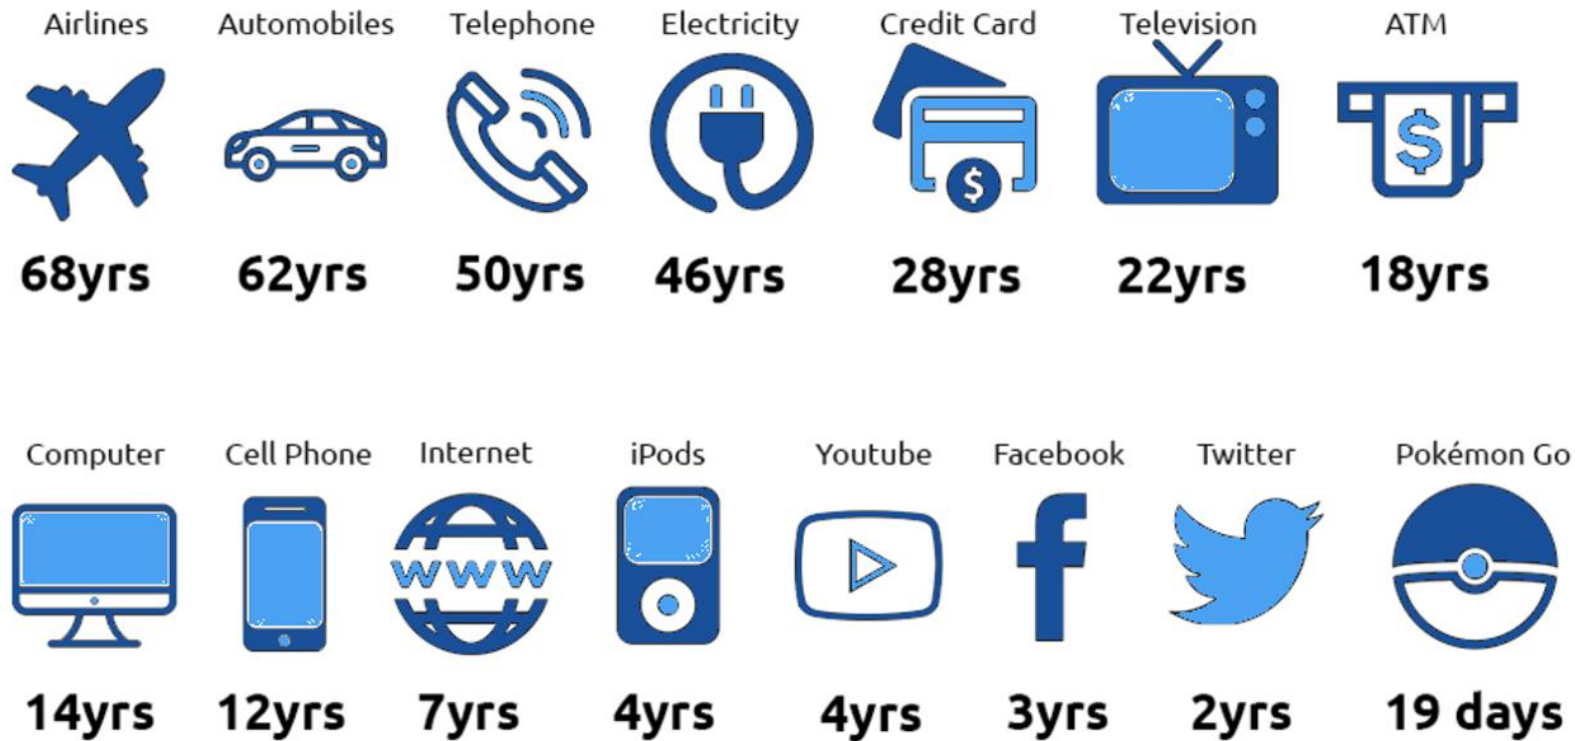 Airlines Automobiles Telephone Electricity Credit Card Television ATM
$ $
68yrs 62yrs 50yrs 46yrs 28yrs 22yrs 18yrs
Computer Cell Phone Internet iPods Youtube Facebook Twitter Pokémon Go
www f
14yrs 12yrs 7yrs 4yrs 4yrs 3yrs 2yrs 19 days